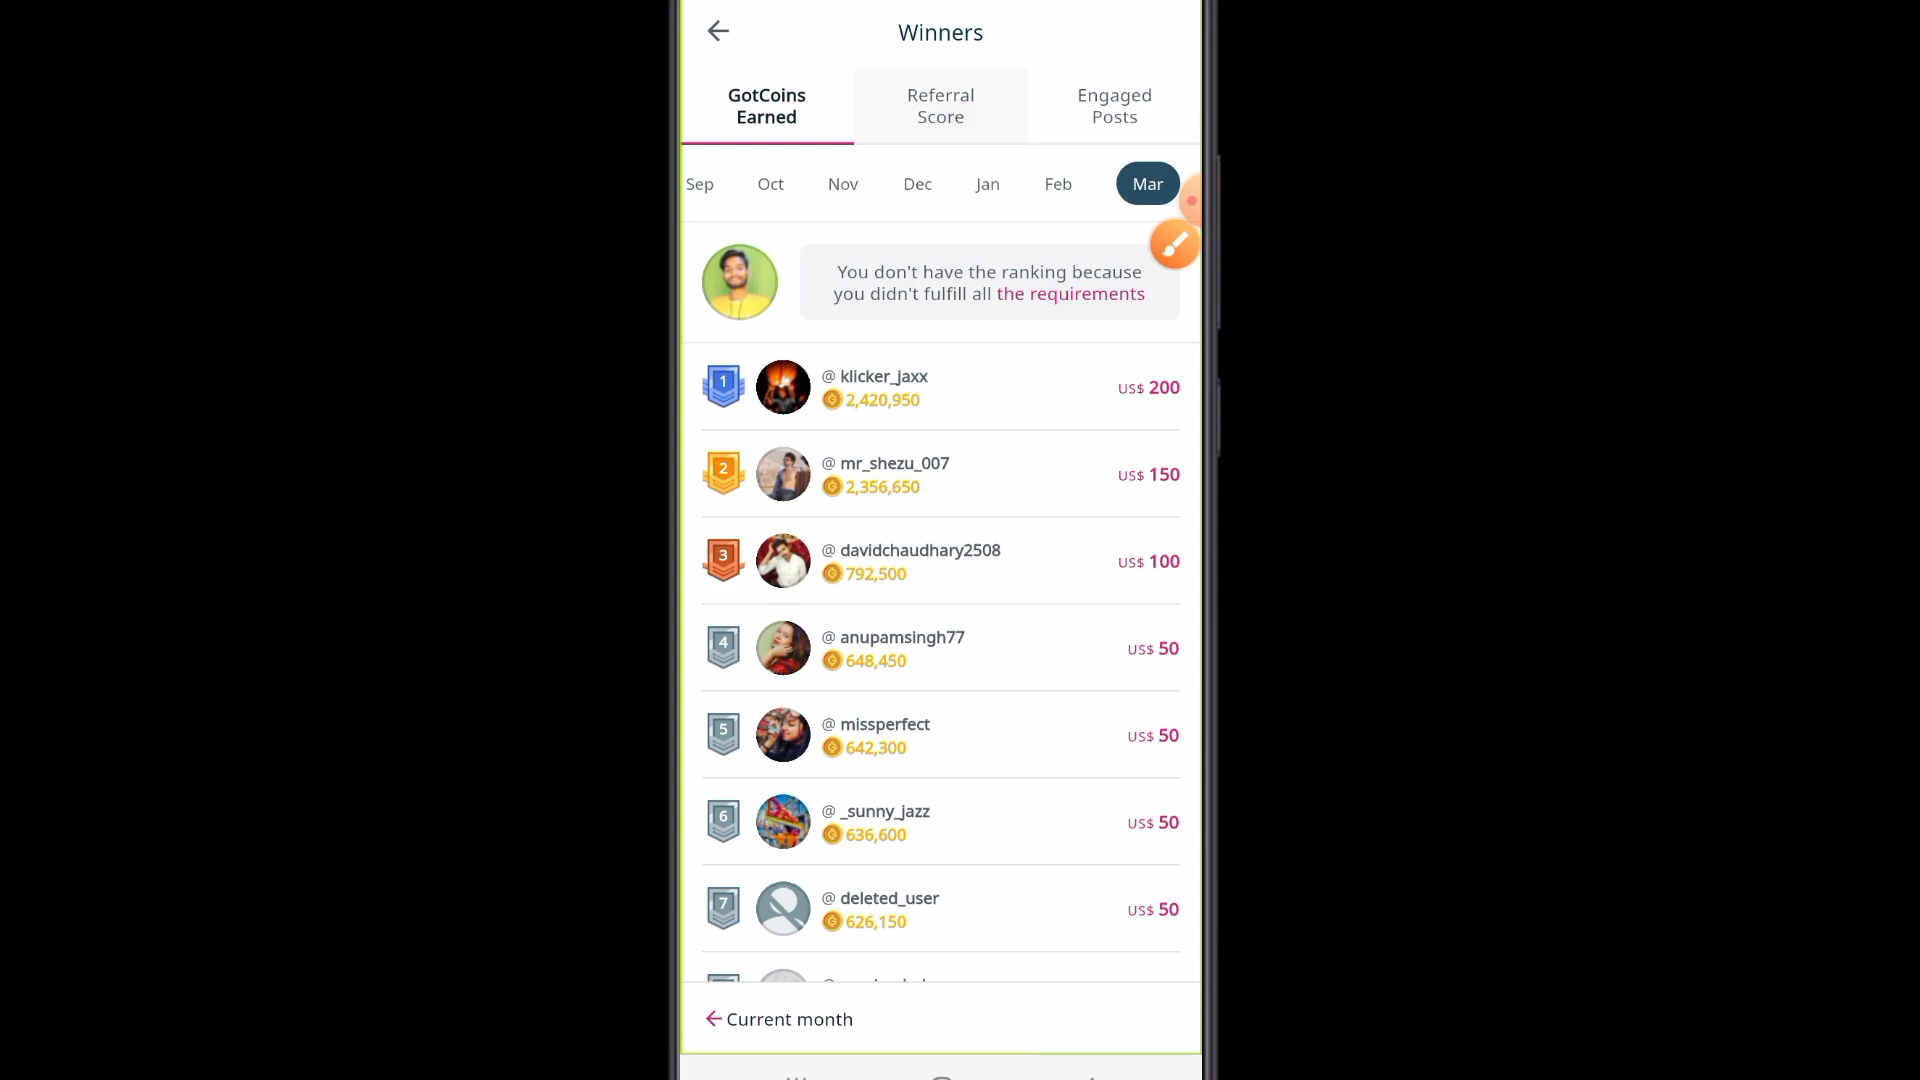 Winners
GotCoins
Earned
Referral
Score
Engaged
Posts
Sep Oct Nov Dec Jan Feb Mar
You don't have the ranking because
you didn't fulfill all the requirements
1
@ klicker_jaxx
2,420,950
US$ 200
2
@ mr_shezu_007
2,356,650
US$ 150
3
@ davidchaudhary2508
792,500
US$ 100
4
@ anupamsingh77
648,450
US$ 50
5
@ missperfect
642,300
US$ 50
6
@ _sunny_jazz
636,600
US$ 50
7
@ deleted_user
626,150
US$ 50
Current month